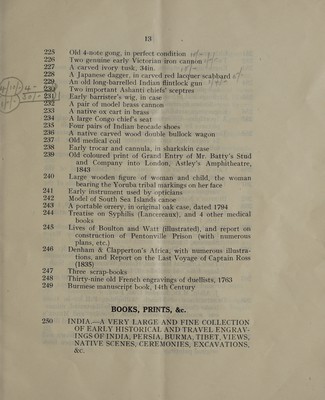 13
225 Old 4-note gong, in perfect condition
226 Two genuine early Victorian iron cannon
227 A carved ivory tusk, 34in.
228 A Japanese dagger, in carved red lacquer scabbard
229 An old long-barrelled Indian flintlock gun
230 Two important Ashanti chiefs' sceptres
231 Early barrister's wig, in case
232 A pair of model brass cannon
233 A native ox cart in brass
234 A large Congo chief's seat
235 Four pairs of Indian brocade shoes
236 A native carved wood double bullock wagon
237 Old medical coil
238 Early trocar and cannula, in sharkskin case
239 Old coloured print of Grand Entry of Mr. Batty's Stud
and Company into London, Astley's Amphitheatre,
1843
240 Large wooden figure of woman and child, the woman
bearing the Yoruba tribal markings on her face
241 Early instrument used by opticians
242 Model of South Sea Islands canoe
243 A portable orrery, in original oak case, dated 1794
244 Treatise on Syphilis (Lancereaux), and 4 other medical
books
245 Lives of Boulton and Watt (illustrated), and report on
construction of Pentonville Prison (with numerous
plans, etc.)
246 Denham & Clapperton's Africa, with numerous illustra-
tions, and Report on the Last Voyage of Captain Ross
(1835)
247 Three scrap-books
248 Thirty-nine old French engravings of duellists, 1763
249 Burmese manuscript book, 14th Century
BOOKS, PRINTS, &c.
250 INDIA.—A VERY LARGE AND FINE COLLECTION
OF EARLY HISTORICAL AND TRAVEL ENGRAV-
INGS OF INDIA, PERSIA, BURMA, TIBET, VIEWS,
NATIVE SCENES, CEREMONIES, EXCAVATIONS,
&c.